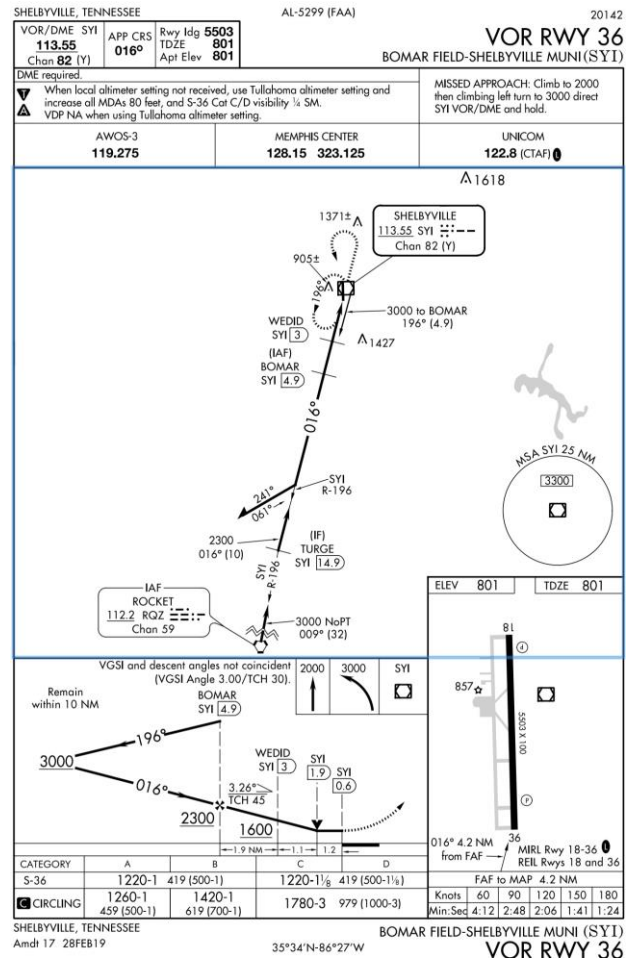 SHELBYVILLE, TENNESSEE
AL-5299 (FAA)
20142
VOR/DME SYI
113.55
Chan 82 (Y)
APP CRS
016°
Rwy ldg 5503
TDZE 801
Apt Elev 801
VOR RWY 36
BOMAR FIELD-SHELBYVILLE MUNI (SYI)
DME required.
T
A
When local altimeter setting not received, use Tullahoma altimeter setting and
increase all MDAs 80 feet, and S-36 Cat C/D visibility ¼ SM.
VDP NA when using Tullahoma altimeter setting.
MISSED APPROACH: Climb to 2000
then climbing left turn to 3000 direct
SYI VOR/DME and hold.
AWOS-3
119.275
MEMPHIS CENTER
128.15 323.125
UNICOM
122.8 (CTAF) L
1618
1371±
SHELBYVILLE
113.55 SYI
Chan 82 (Y)
905±
196°
3000 to BOMAR
196° (4.9)
WEDID
SYI 3
1427
(IAF)
BOMAR
SYI 4.9
016°
MSA SYI 25 NM
3300
SYI
R-196
241°
061°
2300
016° (10)
(IF)
TURGE
SYI 14.9
SYI
R-196
IAF
ROCKET
112.2 RQZ
Chan 59
3000 NoPT
009° (32)
ELEV 801
TDZE 801
18
P
857
5503 X 100
P
36
016° 4.2 NM
from FAF
MIRL Rwy 18-36 L
REIL Rwys 18 and 36
VGSI and descent angles not coincident
(VGSI Angle 3.00/TCH 30).
2000
3000
SYI
Remain
within 10 NM
BOMAR
SYI 4.9
196°
3000
016°
WEDID
SYI 3
SYI
1.9
SYI
0.6
3.26°
TCH 45
2300
1600
1.9 NM
1.1
1.2
CATEGORY
A
B
C
D
S-36
1220-1 419 (500-1)
1220-1⅛ 419 (500-1⅛)
C CIRCLING
1260-1
459 (500-1)
1420-1
619 (700-1)
1780-3 979 (1000-3)
FAF to MAP 4.2 NM
Knots 60 90 120 150 180
Min:Sec 4:12 2:48 2:06 1:41 1:24
SHELBYVILLE, TENNESSEE
Amdt 17 28FEB19
35°34'N-86°27'W
BOMAR FIELD-SHELBYVILLE MUNI (SYI)
VOR RWY 36